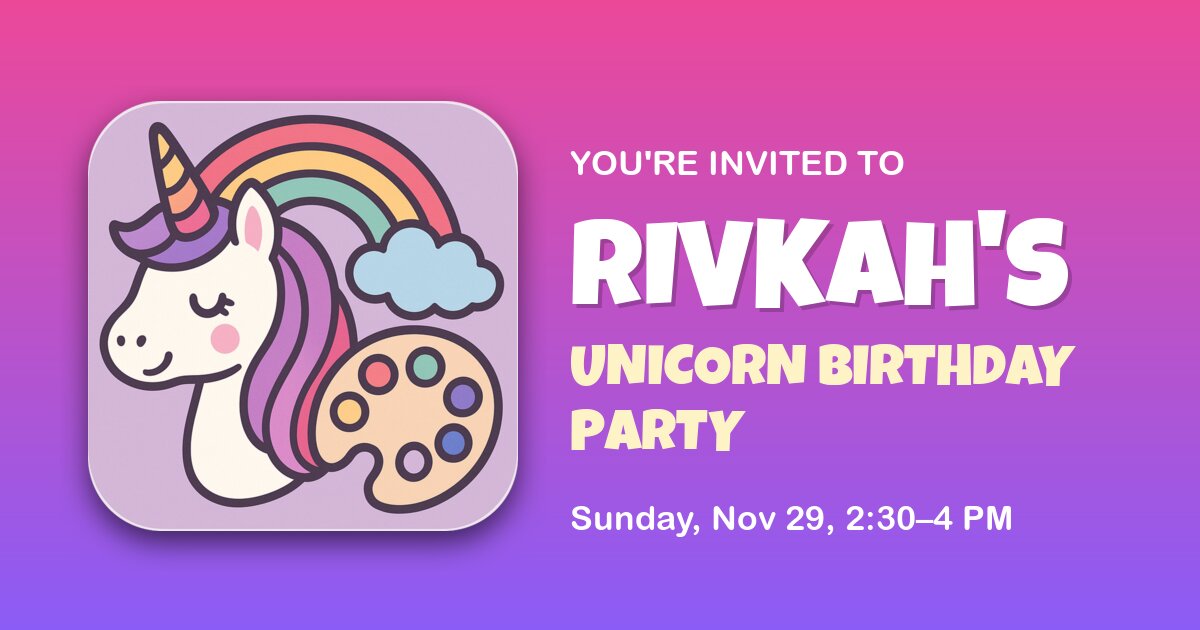 YOU'RE INVITED TO
RIVKAH'S
UNICORN BIRTHDAY
PARTY
Sunday, Nov 29, 2:30–4 PM